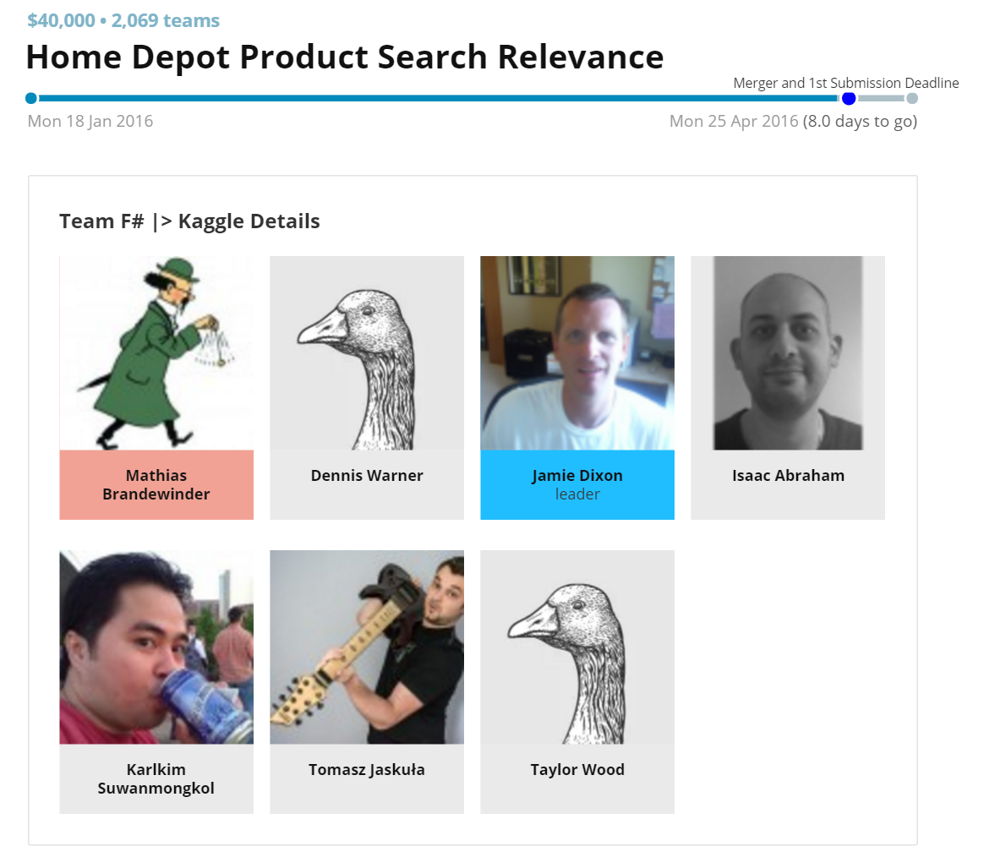 $40,000 • 2,069 teams
Home Depot Product Search Relevance
Merger and 1st Submission Deadline
Mon 18 Jan 2016
Mon 25 Apr 2016 (8.0 days to go)
Team F# |> Kaggle Details
Mathias
Brandewinder
Dennis Warner
Jamie Dixon
leader
Isaac Abraham
Karlkim
Suwanmongkol
Tomasz Jaskuła
Taylor Wood